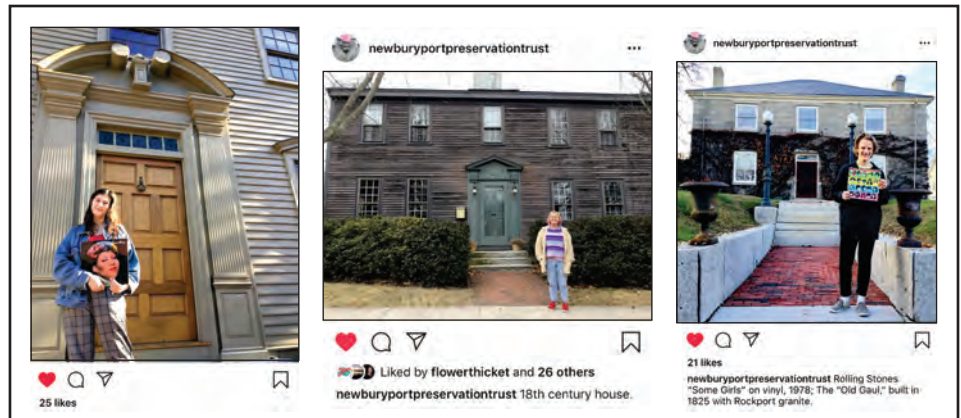 25 likes
newburyportpreservationtrust
Liked by flowerthicket and 26 others
newburyportpreservationtrust 18th century house.
newburyportpreservationtrust
21 likes
newburyportpreservationtrust Rolling Stones
"Some Girls" on vinyl, 1978; The "Old Gaul," built in
1825 with Rockport granite.